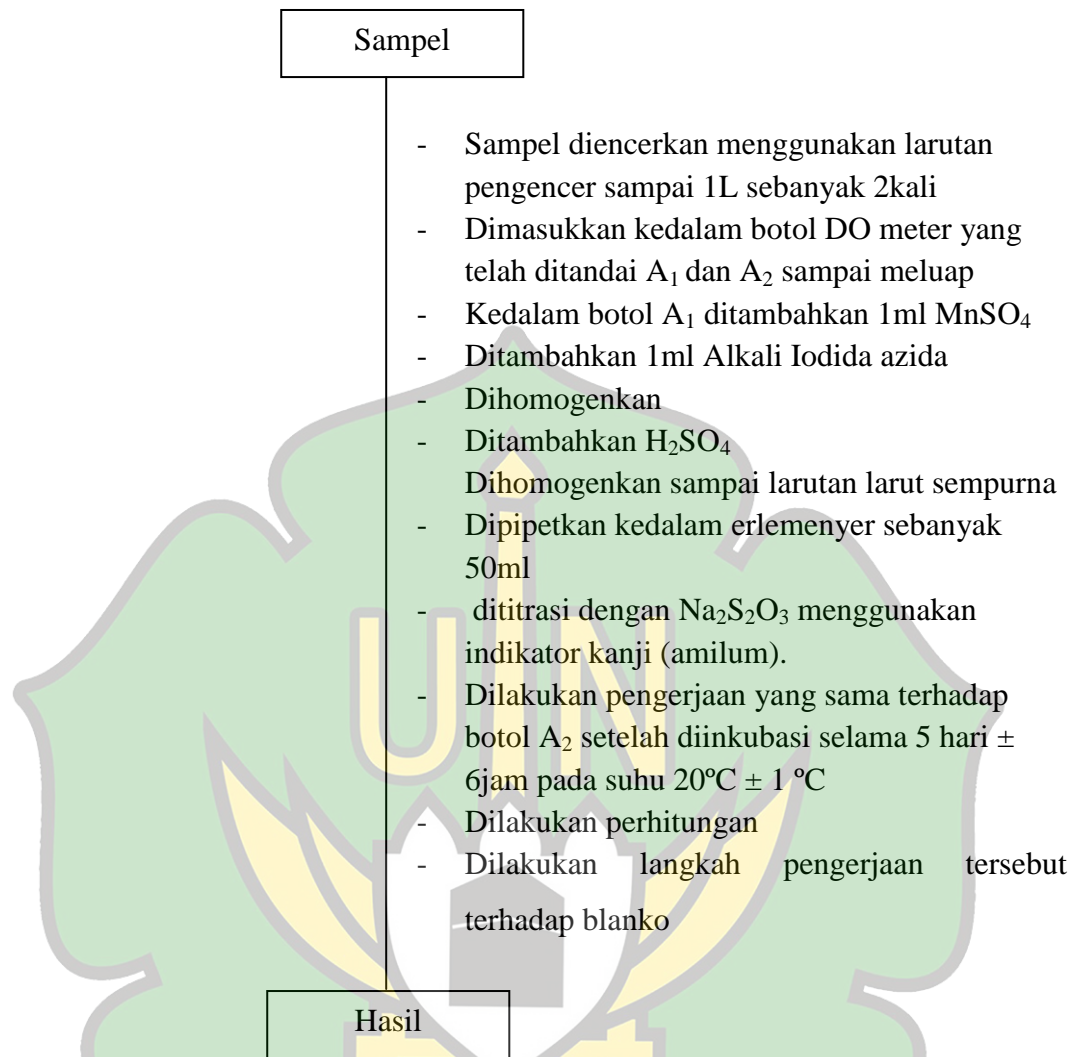 Sampel
- Sampel diencerkan menggunakan larutan
pengencer sampai 1L sebanyak 2kali
- Dimasukkan kedalam botol DO meter yang
telah ditandai A₁ dan A₂ sampai meluap
- Kedalam botol A₁ ditambahkan 1ml MnSO₄
- Ditambahkan 1ml Alkali Iodida azida
- Dihomogenkan
- Ditambahkan H₂SO₄
Dihomogenkan sampai larutan larut sempurna
- Dipipetkan kedalam erlemenyer sebanyak
50ml
- dititrasi dengan Na₂S₂O₃ menggunakan
indikator kanji (amilum).
- Dilakukan pengerjaan yang sama terhadap
botol A₂ setelah diinkubasi selama 5 hari ±
6jam pada suhu 20ºC ± 1 ºC
- Dilakukan perhitungan
- Dilakukan langkah pengerjaan tersebut
terhadap blanko
Hasil
UIN